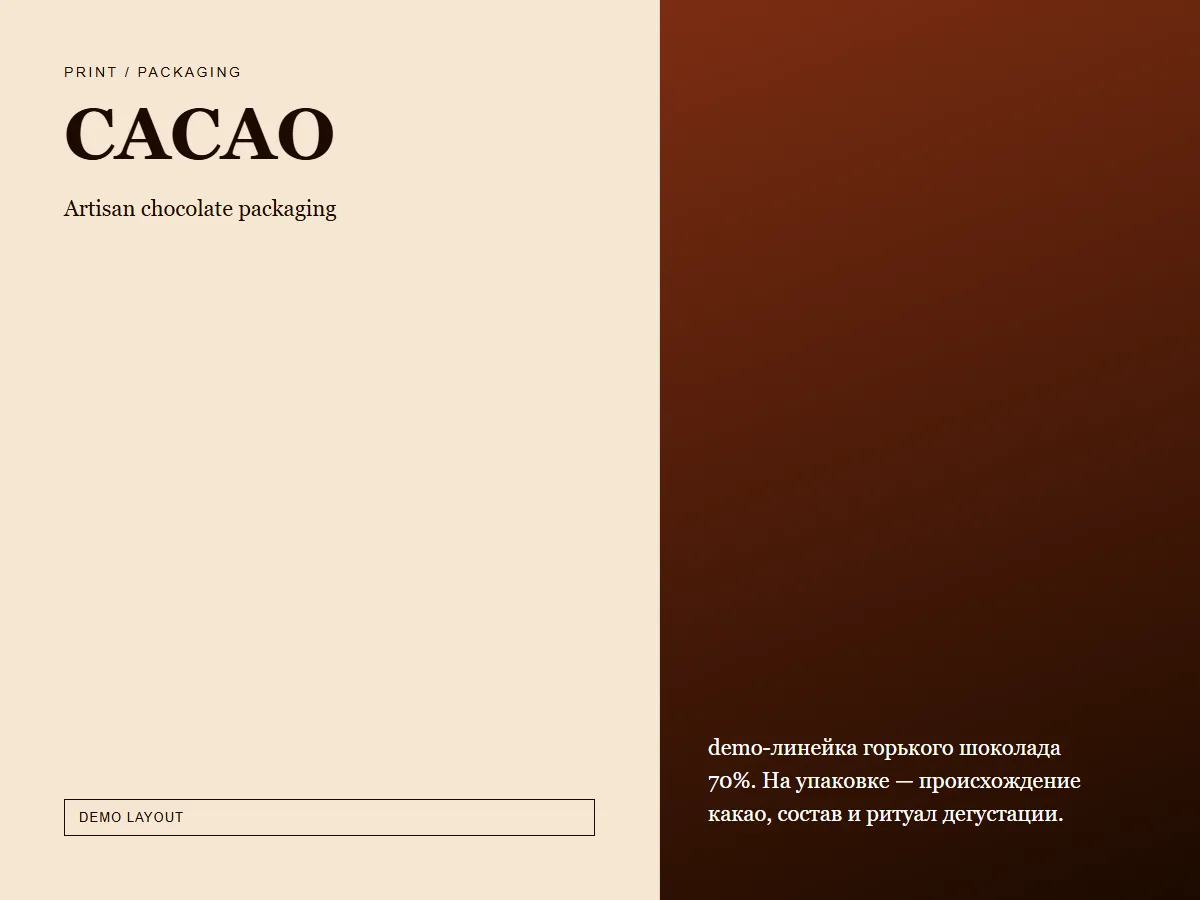 PRINT / PACKAGING
CACAO
Artisan chocolate packaging
DEMO LAYOUT
demo-линейка горького шоколада
70%. На упаковке — происхождение
какао, состав и ритуал дегустации.